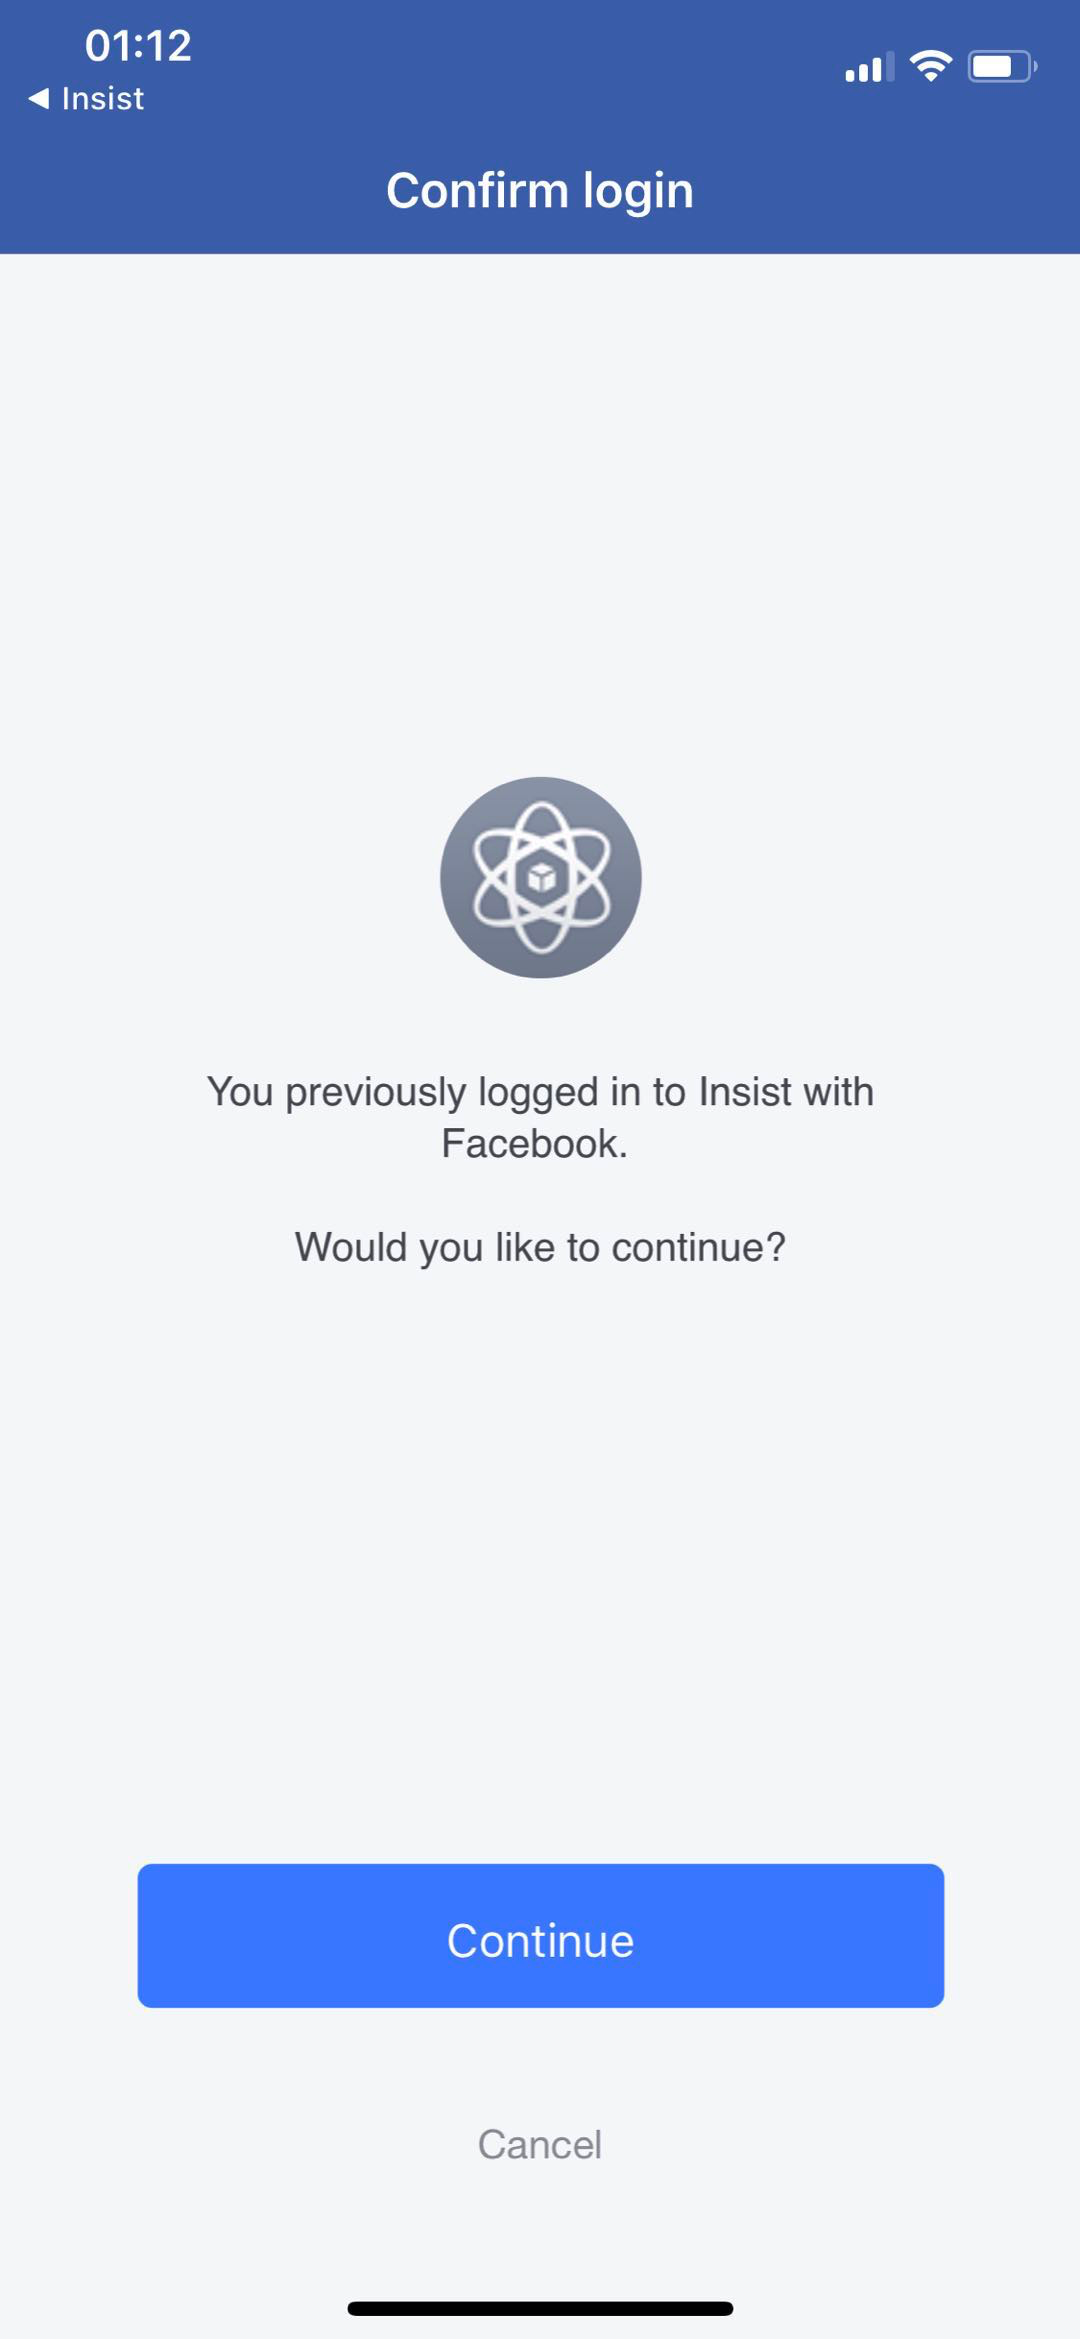 01:12
◀ Insist
Confirm login
You previously logged in to Insist with
Facebook.
Would you like to continue?
Continue
Cancel